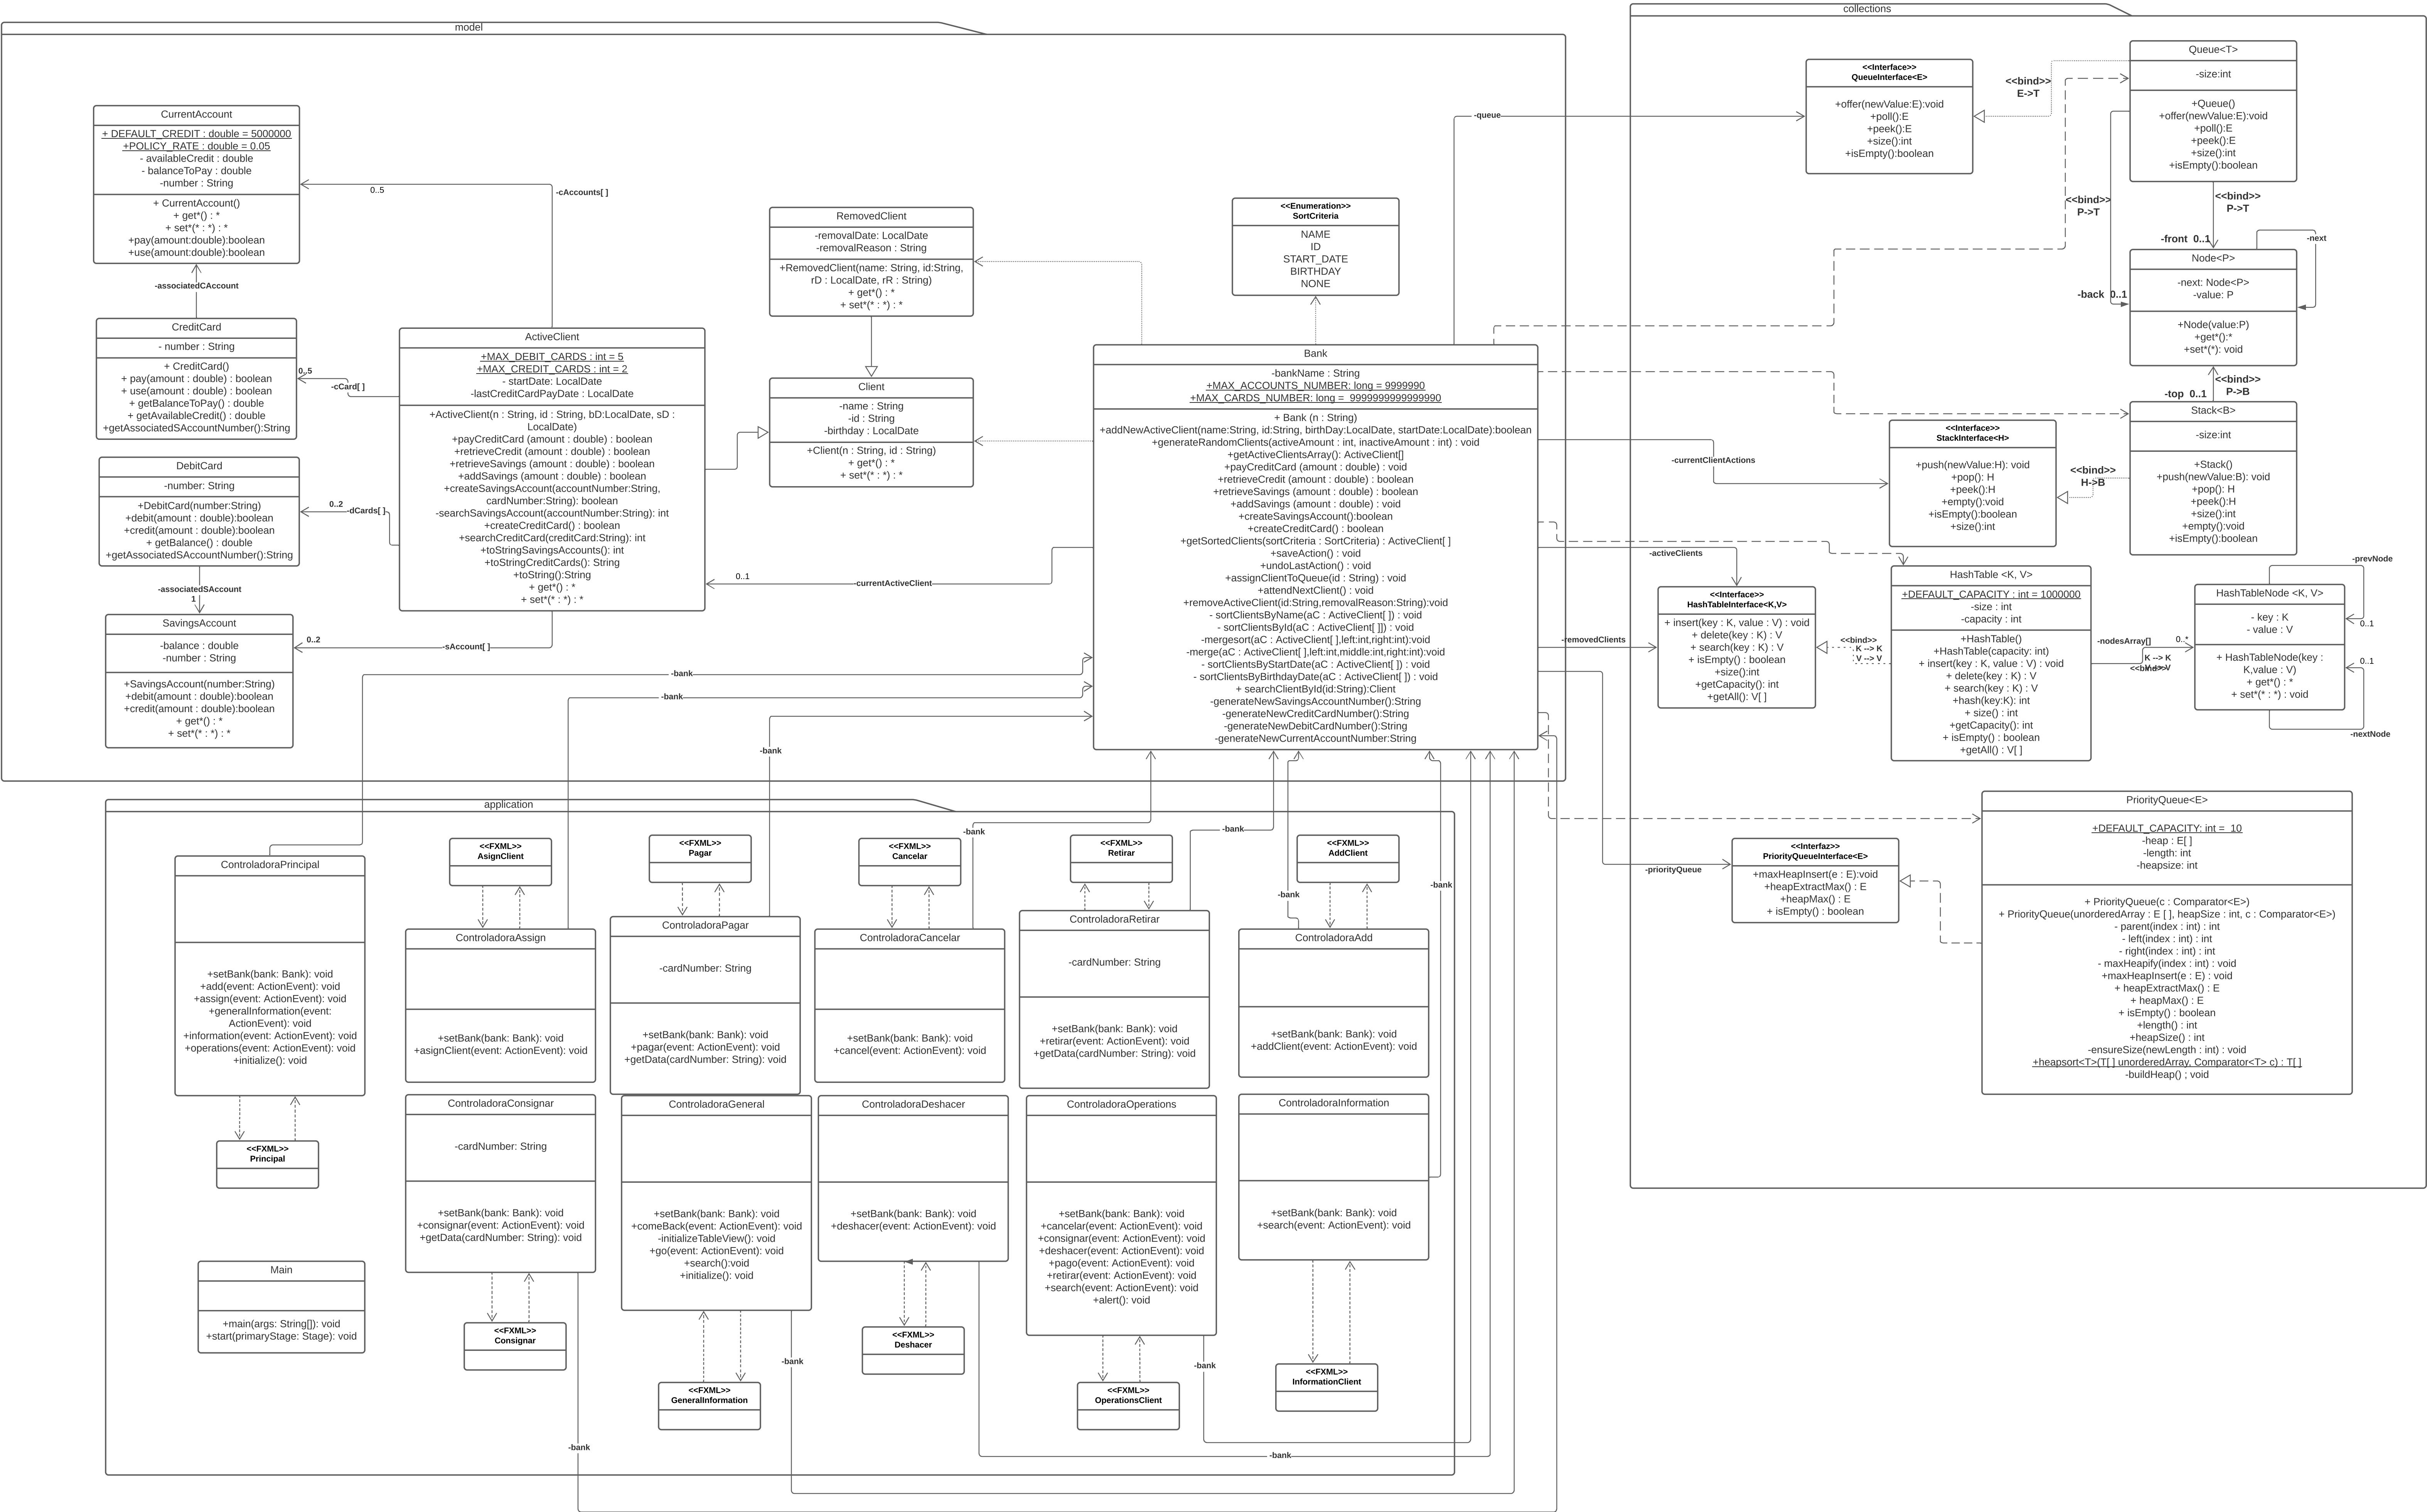 model
CurrentAccount
+ DEFAULT_CREDIT : double = 5000000
+POLICY_RATE : double = 0.05
- availableCredit : double
- balanceToPay : double
-number : String
+ CurrentAccount()
+ get*() : *
+ set*(* : *) : *
+pay(amount:double):boolean
+use(amount:double):boolean
0..5
-cAccounts[ ]
-associatedCAccount
CreditCard
- number : String
+ CreditCard()
+ pay(amount : double) : boolean
+ use(amount : double) : boolean
+ getBalanceToPay() : double
+ getAvailableCredit() : double
+getAssociatedSAccountNumber():String
0..5
-cCard[ ]
DebitCard
-number: String
+DebitCard(number:String)
+debit(amount : double):boolean
+credit(amount : double):boolean
+ getBalance() : double
+getAssociatedSAccountNumber():String
0..2
-dCards[ ]
-associatedSAccount
1
SavingsAccount
-balance : double
-number : String
+SavingsAccount(number:String)
+debit(amount : double):boolean
+credit(amount : double):boolean
+ get*() : *
+ set*(* : *) : *
0..2
-sAccount[ ]
ActiveClient
+MAX_DEBIT_CARDS : int = 5
+MAX_CREDIT_CARDS : int = 2
- startDate: LocalDate
-lastCreditCardPayDate : LocalDate
+ActiveClient(n : String, id : String, bD:LocalDate, sD :
LocalDate)
+payCreditCard (amount : double) : boolean
+retrieveCredit (amount : double) : boolean
+retrieveSavings (amount : double) : boolean
+addSavings (amount : double) : boolean
+createSavingsAccount(accountNumber:String,
cardNumber:String): boolean
-searchSavingsAccount(accountNumber:String): int
+createCreditCard() : boolean
+searchCreditCard(creditCard:String): int
+toStringSavingsAccounts(): int
+toStringCreditCards(): String
+toString():String
+ get*() : *
+ set*(* : *) : *
RemovedClient
-removalDate: LocalDate
-removalReason : String
+RemovedClient(name: String, id:String,
rD : LocalDate, rR : String)
+ get*() : *
+ set*(* : *) : *
Client
-name : String
-id : String
-birthday : LocalDate
+Client(n : String, id : String)
+ get*() : *
+ set*(* : *) : *
0..1
-currentActiveClient
<<Enumeration>>
SortCriteria
NAME
ID
START_DATE
BIRTHDAY
NONE
Bank
-bankName : String
+MAX_ACCOUNTS_NUMBER: long = 9999990
+MAX_CARDS_NUMBER: long =  9999999999999990
+ Bank (n : String)
+addNewActiveClient(name:String, id:String, birthDay:LocalDate, startDate:LocalDate):boolean
+generateRandomClients(activeAmount : int, inactiveAmount : int) : void
+getActiveClientsArray(): ActiveClient[]
+payCreditCard (amount : double) : void
+retrieveCredit (amount : double) : boolean
+retrieveSavings (amount : double) : boolean
+addSavings (amount : double) : void
+createSavingsAccount():boolean
+createCreditCard() : boolean
+getSortedClients(sortCriteria : SortCriteria) : ActiveClient[ ]
+saveAction() : void
+undoLastAction() : void
+assignClientToQueue(id : String) : void
+attendNextClient() : void
+removeActiveClient(id:String,removalReason:String):void
- sortClientsByName(aC : ActiveClient[ ]) : void
- sortClientsById(aC : ActiveClient[ ]]) : void
-mergesort(aC : ActiveClient[ ],left:int,right:int):void
-merge(aC : ActiveClient[ ],left:int,middle:int,right:int):void
- sortClientsByStartDate(aC : ActiveClient[ ]) : void
- sortClientsByBirthdayDate(aC : ActiveClient[ ]) : void
+ searchClientById(id:String):Client
-generateNewSavingsAccountNumber():String
-generateNewCreditCardNumber():String
-generateNewDebitCardNumber():String
-generateNewCurrentAccountNumber:String
-queue
-currentClientActions
-activeClients
-removedClients
-priorityQueue
-bank
-bank
-bank
collections
<<Interface>>
QueueInterface<E>
+offer(newValue:E):void
+poll():E
+peek():E
+size():int
+isEmpty():boolean
<<bind>>
E->T
Queue<T>
-size:int
+Queue()
+offer(newValue:E):void
+poll():E
+peek():E
+size():int
+isEmpty():boolean
<<bind>>
P->T
<<bind>>
P->T
-front  0..1
-next
-back  0..1
Node<P>
-next: Node<P>
-value: P
+Node(value:P)
+get*():*
+set*(*): void
<<bind>>
P->B
-top  0..1
Stack<B>
-size:int
+Stack()
+push(newValue:B): void
+pop(): H
+peek():H
+size():int
+empty():void
+isEmpty():boolean
<<bind>>
H->B
<<Interface>>
StackInterface<H>
+push(newValue:H): void
+pop(): H
+peek():H
+empty():void
+isEmpty():boolean
+size():int
<<Interface>>
HashTableInterface<K,V>
+ insert(key : K, value : V) : void
+ delete(key : K) : V
+ search(key : K) : V
+ isEmpty() : boolean
+size():int
+getCapacity(): int
+getAll(): V[ ]
<<bind>>
K --> K
V --> V
HashTable <K, V>
+DEFAULT_CAPACITY : int = 1000000
-size : int
-capacity : int
+HashTable()
+HashTable(capacity: int)
+ insert(key : K, value : V) : void
+ delete(key : K) : V
+ search(key : K) : V
+hash(key:K): int
+ size() : int
+getCapacity(): int
+ isEmpty() : boolean
+getAll() : V[ ]
-nodesArray[]
0..*
K --> K
V --> V
<<bind>>
-prevNode
0..1
HashTableNode <K, V>
- key : K
- value : V
+ HashTableNode(key :
K,value : V)
+ get*() : *
+ set*(* : *) : void
0..1
-nextNode
<<Interfaz>>
PriorityQueueInterface<E>
+maxHeapInsert(e : E):void
+heapExtractMax() : E
+heapMax() : E
+ isEmpty() : boolean
PriorityQueue<E>
+DEFAULT_CAPACITY: int =  10
-heap : E[ ]
-length: int
-heapsize: int
+ PriorityQueue(c : Comparator<E>)
+ PriorityQueue(unorderedArray : E [ ], heapSize : int, c : Comparator<E>)
- parent(index : int) : int
- left(index : int) : int
- right(index : int) : int
- maxHeapify(index : int) : void
+maxHeapInsert(e : E) : void
+ heapExtractMax() : E
+ heapMax() : E
+ isEmpty() : boolean
+length() : int
+heapSize() : int
-ensureSize(newLength : int) : void
+heapsort<T>(T[ ] unorderedArray, Comparator<T> c) : T[ ]
-buildHeap() ; void
application
ControladoraPrincipal
+setBank(bank: Bank): void
+add(event: ActionEvent): void
+assign(event: ActionEvent): void
+generalInformation(event:
ActionEvent): void
+information(event: ActionEvent): void
+operations(event: ActionEvent): void
+initialize(): void
<<FXML>>
Principal
Main
+main(args: String[]): void
+start(primaryStage: Stage): void
<<FXML>>
AsignClient
ControladoraAssign
+setBank(bank: Bank): void
+asignClient(event: ActionEvent): void
<<FXML>>
Pagar
ControladoraPagar
-cardNumber: String
+setBank(bank: Bank): void
+pagar(event: ActionEvent): void
+getData(cardNumber: String): void
<<FXML>>
Cancelar
-bank
ControladoraCancelar
+setBank(bank: Bank): void
+cancel(event: ActionEvent): void
<<FXML>>
Retirar
-bank
ControladoraRetirar
-cardNumber: String
+setBank(bank: Bank): void
+retirar(event: ActionEvent): void
+getData(cardNumber: String): void
<<FXML>>
AddClient
-bank
-bank
ControladoraAdd
+setBank(bank: Bank): void
+addClient(event: ActionEvent): void
ControladoraConsignar
-cardNumber: String
+setBank(bank: Bank): void
+consignar(event: ActionEvent): void
+getData(cardNumber: String): void
<<FXML>>
Consignar
-bank
ControladoraGeneral
+setBank(bank: Bank): void
+comeBack(event: ActionEvent): void
-initializeTableView(): void
+go(event: ActionEvent): void
+search():void
+initialize(): void
<<FXML>>
GeneralInformation
-bank
ControladoraDeshacer
+setBank(bank: Bank): void
+deshacer(event: ActionEvent): void
<<FXML>>
Deshacer
-bank
ControladoraOperations
+setBank(bank: Bank): void
+cancelar(event: ActionEvent): void
+consignar(event: ActionEvent): void
+deshacer(event: ActionEvent): void
+pago(event: ActionEvent): void
+retirar(event: ActionEvent): void
+search(event: ActionEvent): void
+alert(): void
<<FXML>>
OperationsClient
-bank
ControladoraInformation
+setBank(bank: Bank): void
+search(event: ActionEvent): void
<<FXML>>
InformationClient